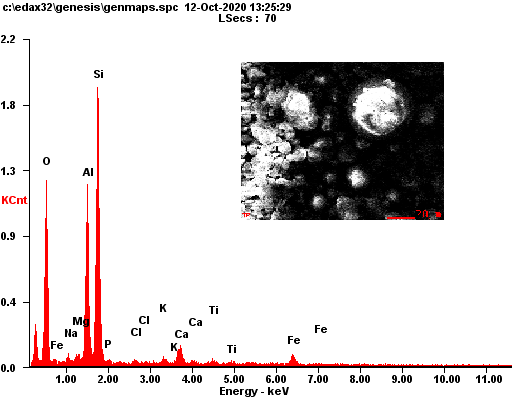 c:\edax32\genesis\genmaps.spc 12-Oct-2020 13:25:29
LSecs : 70
2.2
Si
1.8
O
Al
1.3
KCnt
0.9
0.4
K
Ti
Mg
Cl
Ca
Fe
Na
Cl
Ca
Fe
Fe
P
K
Ti
0.0
1.00 2.00 3.00 4.00 5.00 6.00 7.00 8.00 9.00 10.00 11.00
Energy - keV